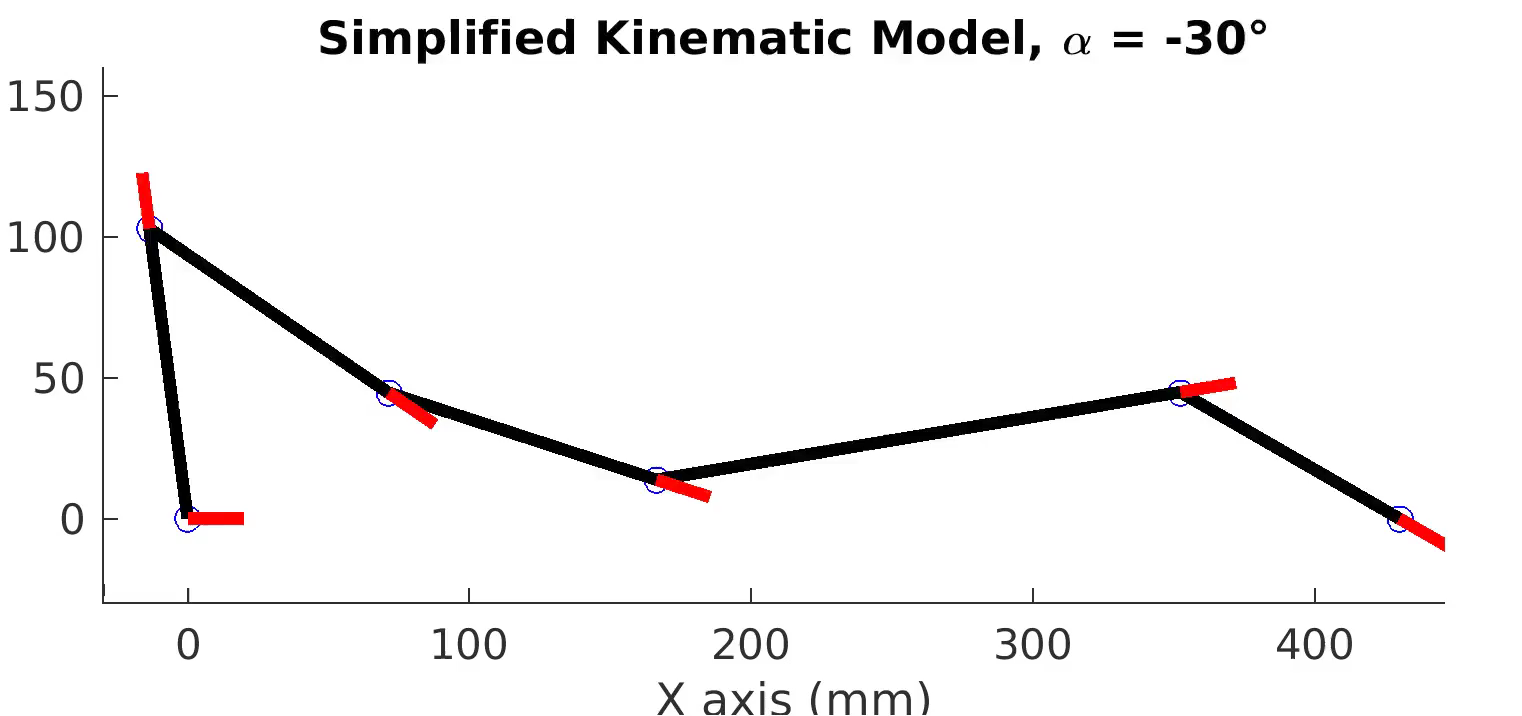 Simplified Kinematic Model, α = -30°
150
100
50
0
0 100 200 300 400
X axis (mm)